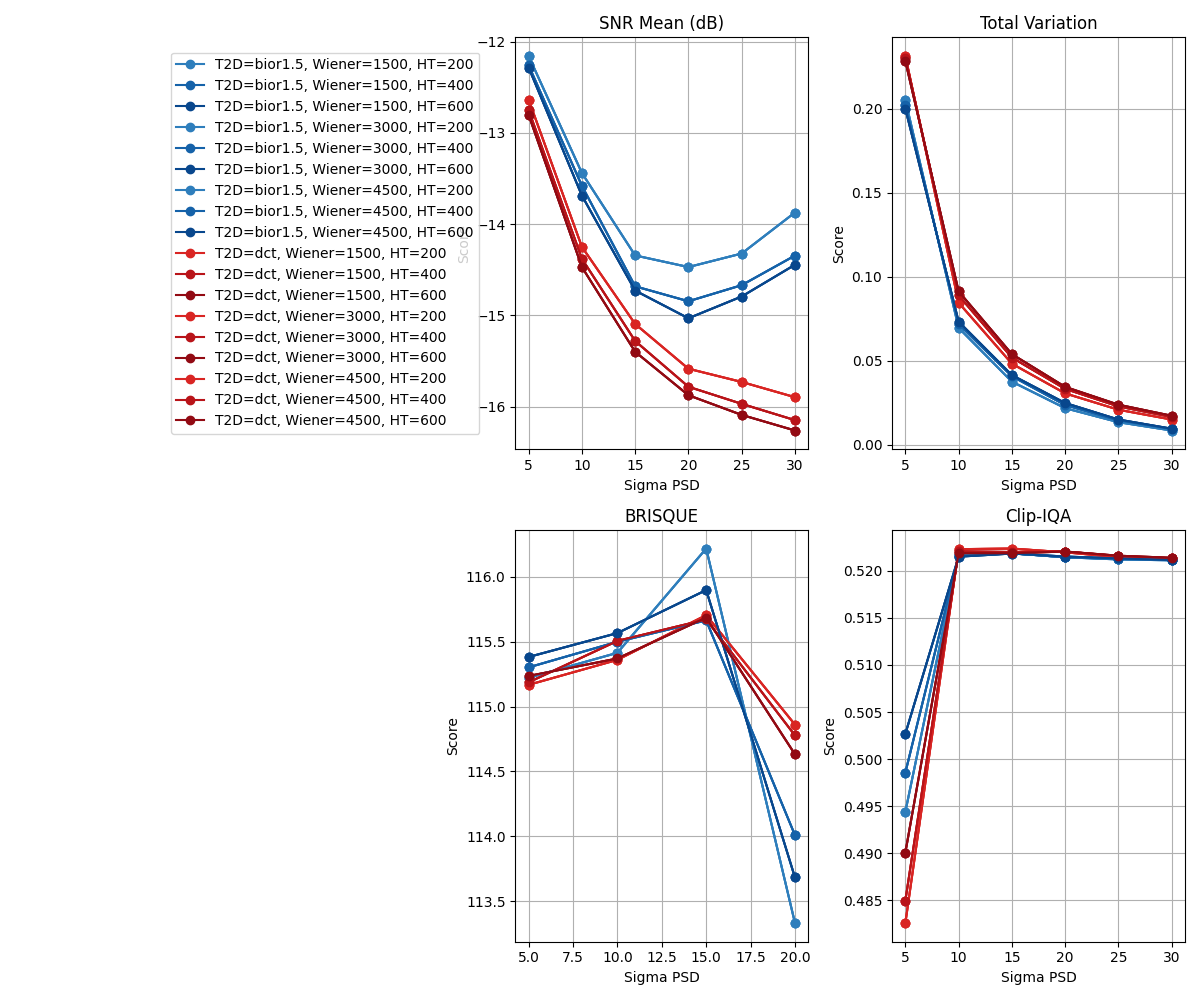 T2D=bior1.5, Wiener=1500, HT=200
T2D=bior1.5, Wiener=1500, HT=400
T2D=bior1.5, Wiener=1500, HT=600
T2D=bior1.5, Wiener=3000, HT=200
T2D=bior1.5, Wiener=3000, HT=400
T2D=bior1.5, Wiener=3000, HT=600
T2D=bior1.5, Wiener=4500, HT=200
T2D=bior1.5, Wiener=4500, HT=400
T2D=bior1.5, Wiener=4500, HT=600
T2D=dct, Wiener=1500, HT=200
T2D=dct, Wiener=1500, HT=400
T2D=dct, Wiener=1500, HT=600
T2D=dct, Wiener=3000, HT=200
T2D=dct, Wiener=3000, HT=400
T2D=dct, Wiener=3000, HT=600
T2D=dct, Wiener=4500, HT=200
T2D=dct, Wiener=4500, HT=400
T2D=dct, Wiener=4500, HT=600
SNR Mean (dB)
Score
−12
−13
−14
−15
−16
5 10 15 20 25 30
Sigma PSD
Total Variation
Score
0.20
0.15
0.10
0.05
0.00
5 10 15 20 25 30
Sigma PSD
BRISQUE
Score
116.0
115.5
115.0
114.5
114.0
113.5
5.0 7.5 10.0 12.5 15.0 17.5 20.0
Sigma PSD
Clip-IQA
Score
0.520
0.515
0.510
0.505
0.500
0.495
0.490
0.485
5 10 15 20 25 30
Sigma PSD